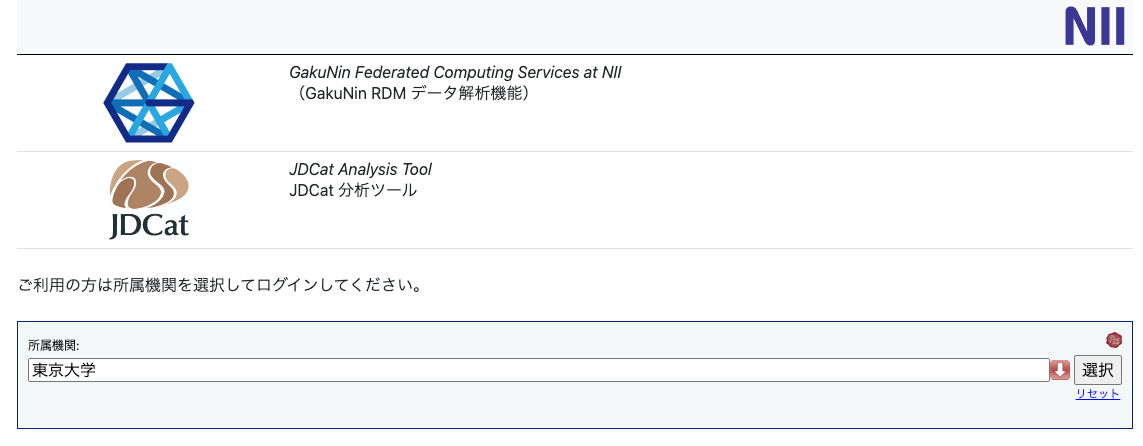 NII
GakuNin Federated Computing Services at NII
（GakuNin RDM データ解析機能）
JDCat
JDCat Analysis Tool
JDCat 分析ツール
ご利用の方は所属機関を選択してログインしてください。
所属機関:
東京大学
選択
リセット